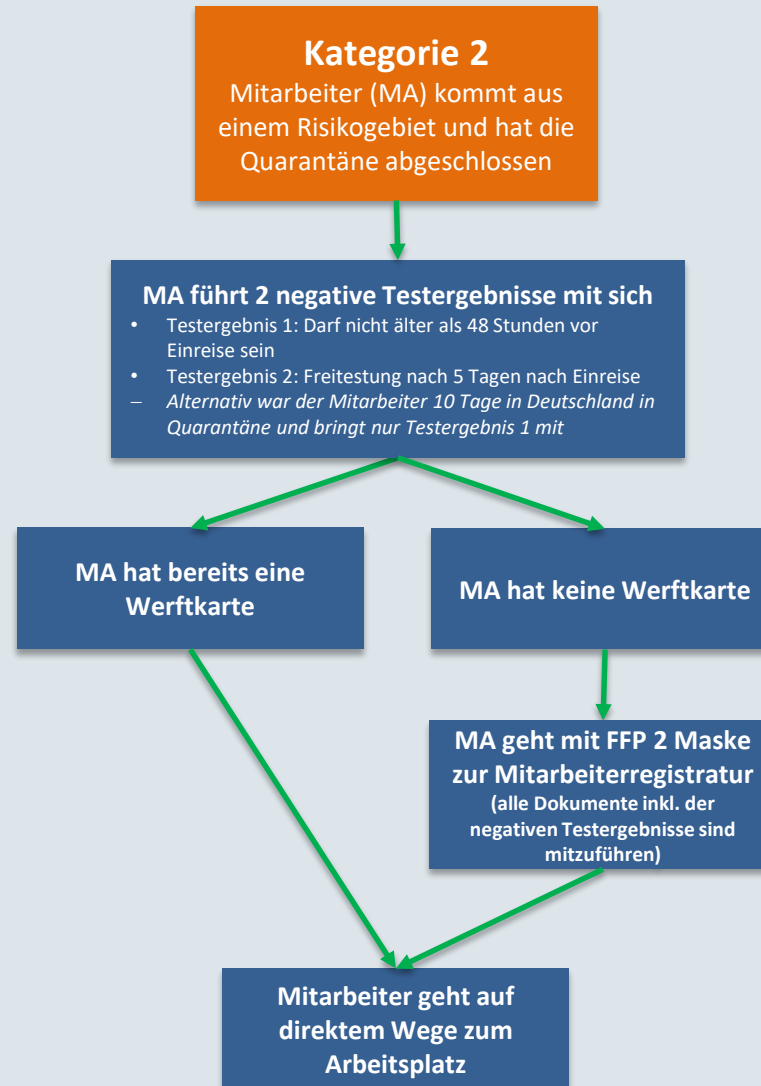 Kategorie 2
Mitarbeiter (MA) kommt aus
einem Risikogebiet und hat die
Quarantäne abgeschlossen
MA führt 2 negative Testergebnisse mit sich
• Testergebnis 1: Darf nicht älter als 48 Stunden vor
Einreise sein
• Testergebnis 2: Freitestung nach 5 Tagen nach Einreise
– Alternativ war der Mitarbeiter 10 Tage in Deutschland in
Quarantäne und bringt nur Testergebnis 1 mit
MA hat bereits eine
Werftkarte
MA hat keine Werftkarte
MA geht mit FFP 2 Maske
zur Mitarbeiterregistratur
(alle Dokumente inkl. der
negativen Testergebnisse sind
mitzuführen)
Mitarbeiter geht auf
direktem Wege zum
Arbeitsplatz